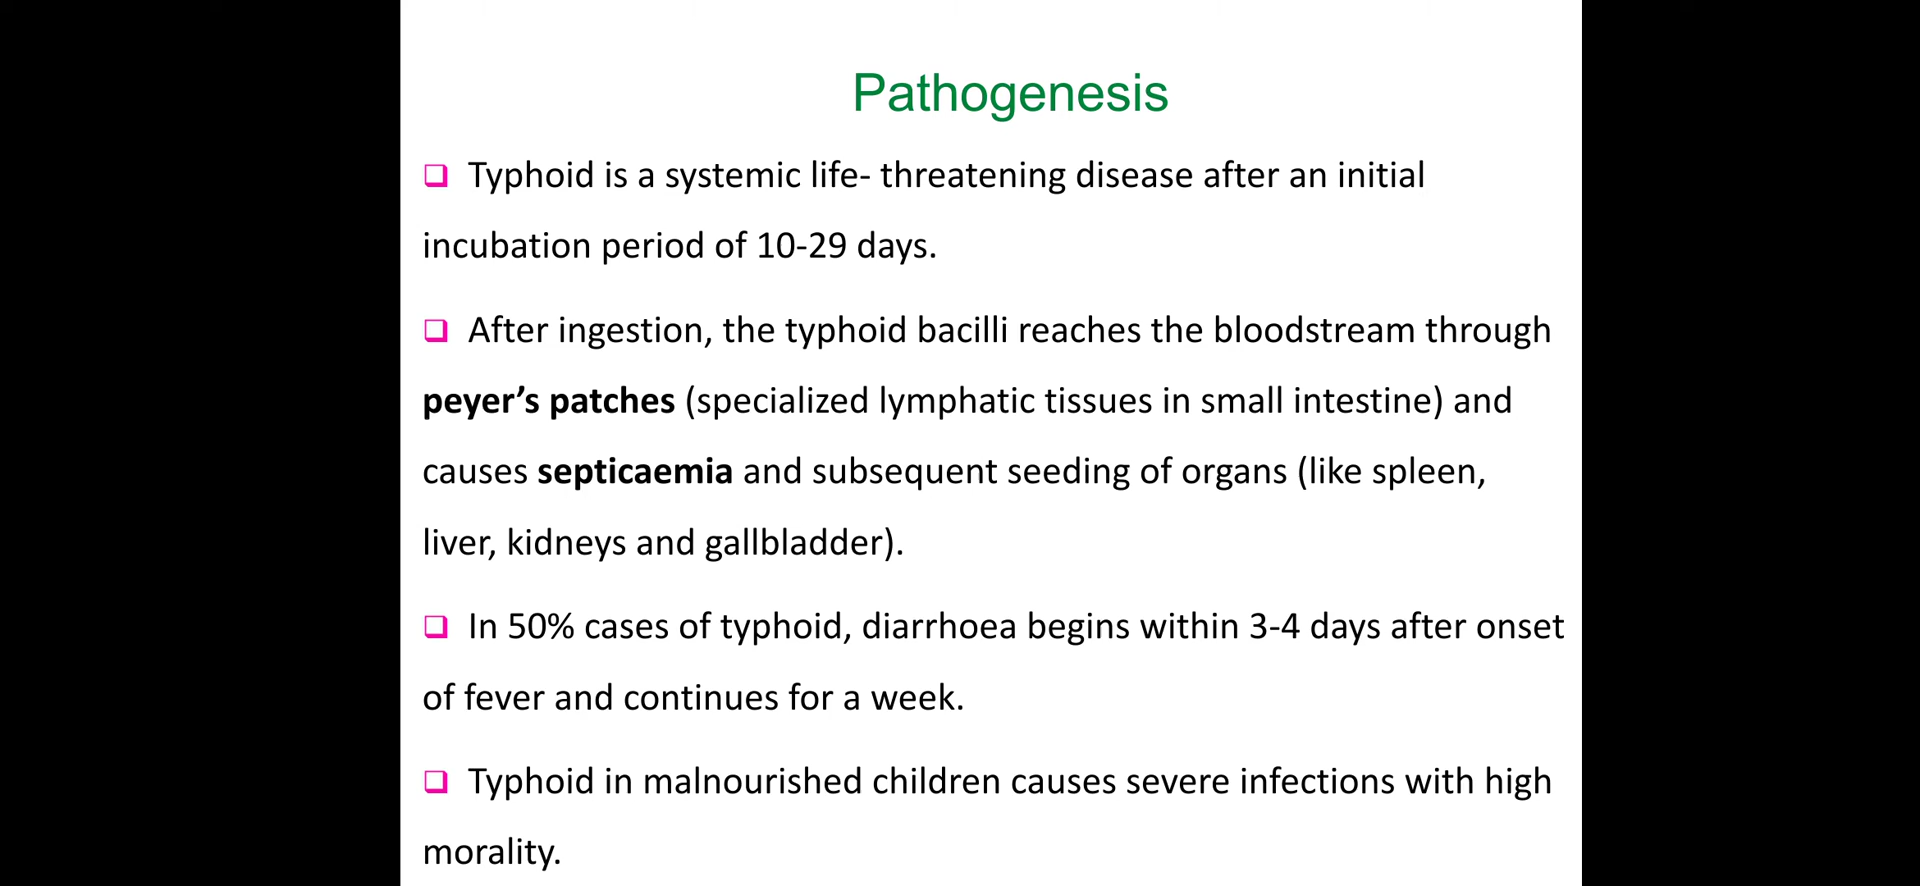 Pathogenesis
Typhoid is a systemic life- threatening disease after an initial
incubation period of 10-29 days.
After ingestion, the typhoid bacilli reaches the bloodstream through
peyer’s patches (specialized lymphatic tissues in small intestine) and
causes septicaemia and subsequent seeding of organs (like spleen,
liver, kidneys and gallbladder).
In 50% cases of typhoid, diarrhoea begins within 3-4 days after onset
of fever and continues for a week.
Typhoid in malnourished children causes severe infections with high
morality.